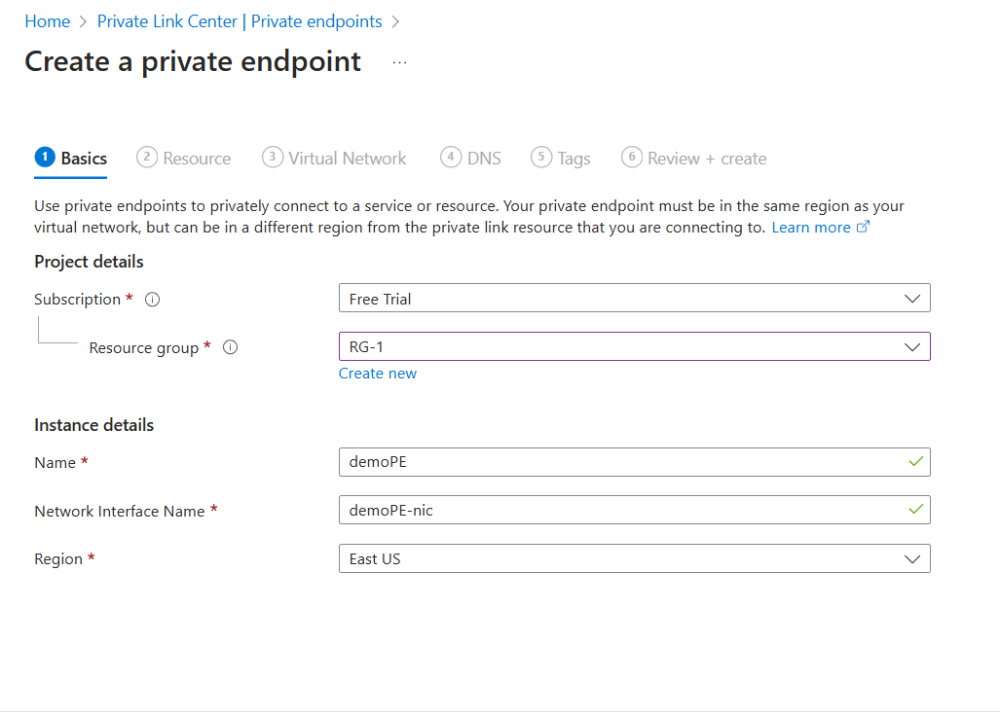 Home > Private Link Center | Private endpoints >
Create a private endpoint ...
1 Basics 2 Resource 3 Virtual Network 4 DNS 5 Tags 6 Review + create
Use private endpoints to privately connect to a service or resource. Your private endpoint must be in the same region as your
virtual network, but can be in a different region from the private link resource that you are connecting to. Learn more
Project details
Subscription * Free Trial
Resource group * RG-1
Create new
Instance details
Name * demoPE
Network Interface Name * demoPE-nic
Region * East US